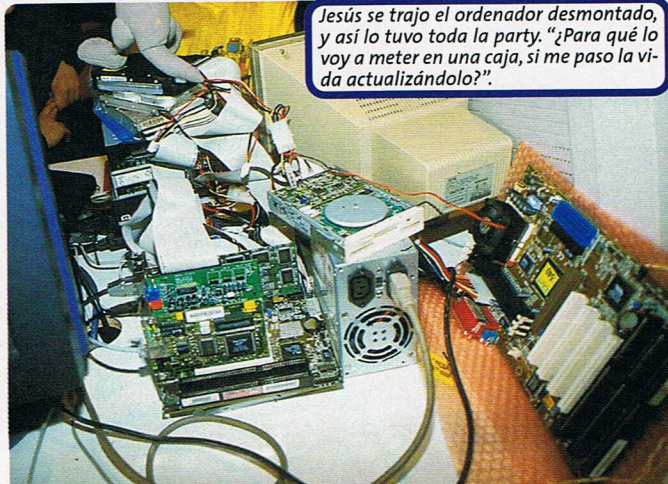 Jesús se trajo el ordenador desmontado,
y así lo tuvo toda la party. “¿Para qué lo
voy a meter en una caja, si me paso la vi-
da actualizándolo?”.